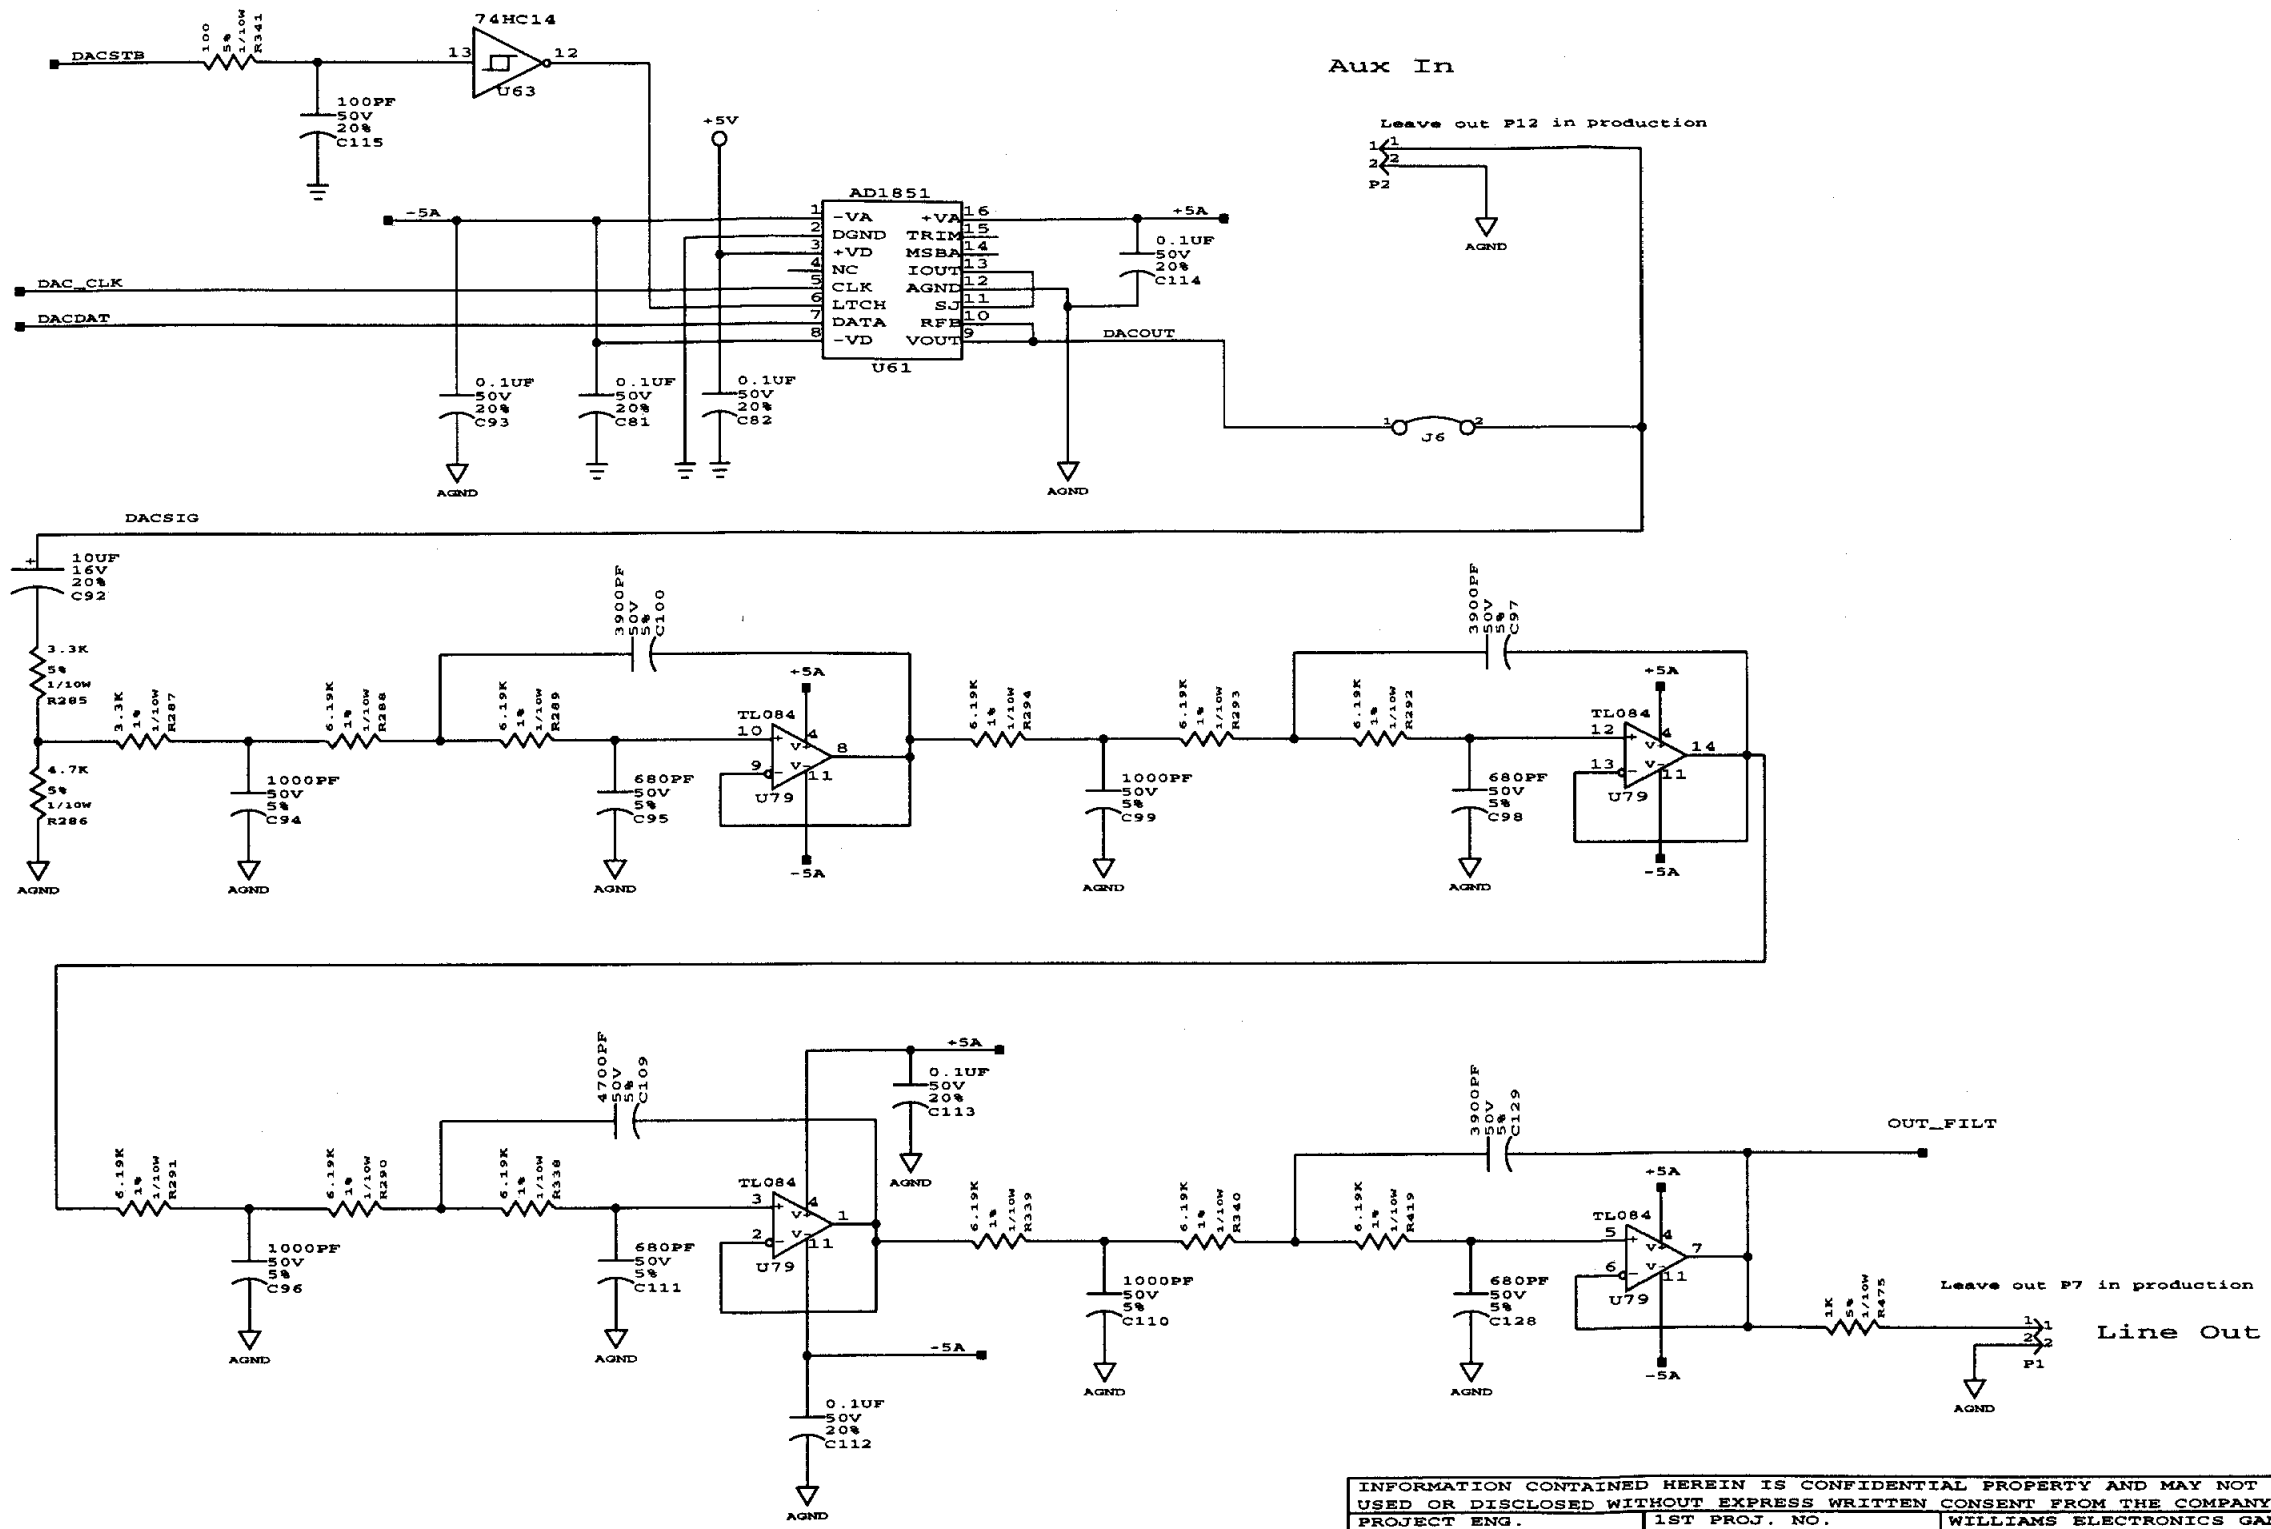 100
5%
1/10W
R341
DACSTB
74HC14
13
12
U63
100PF
50V
20%
C115
+5V
Aux In
Leave out P12 in production
1 1
2 2
P2
AGND
AD1851
-5A
1 -VA +VA 16
2 DGND TRIM 15
3 +VD MSBA 14
4 NC IOUT 13
5 CLK AGND 12
6 LTCH SJ 11
7 DATA RFB 10
8 -VD VOUT 9
U61
+5A
0.1UF
50V
20%
C114
DAC_CLK
DACDAT
DACOUT
0.1UF
50V
20%
C93
AGND
0.1UF
50V
20%
C81
0.1UF
50V
20%
C82
AGND
1 2
J6
DACSIG
+ 10UF
16V
20%
C92
3.3K
5%
1/10W
R285
4.7K
5%
1/10W
R286
AGND
3.3K
1%
1/10W
R287
1000PF
50V
5%
C94
AGND
6.19K
1%
1/10W
R288
3900PF
50V
5%
C100
6.19K
1%
1/10W
R289
680PF
50V
5%
C95
AGND
+5A
TL084
10 + V+ 4
8
9 - V- 11
U79
-5A
6.19K
1%
1/10W
R294
1000PF
50V
5%
C99
AGND
6.19K
1%
1/10W
R293
3900PF
50V
5%
C97
6.19K
1%
1/10W
R292
680PF
50V
5%
C98
AGND
+5A
TL084
12 + V+ 4
14
13 - V- 11
U79
-5A
6.19K
1%
1/10W
R291
1000PF
50V
5%
C96
AGND
6.19K
1%
1/10W
R290
4700PF
50V
5%
C109
6.19K
1%
1/10W
R338
680PF
50V
5%
C111
AGND
+5A
0.1UF
50V
20%
C113
AGND
TL084
3 + V+ 4
1
2 - V- 11
U79
-5A
0.1UF
50V
20%
C112
AGND
6.19K
1%
1/10W
R339
1000PF
50V
5%
C110
AGND
6.19K
1%
1/10W
R340
3900PF
50V
5%
C129
6.19K
1%
1/10W
R419
680PF
50V
5%
C128
AGND
+5A
TL084
5 + V+ 4
7
6 - V- 11
U79
-5A
OUT_FILT
1K
5%
1/10W
R475
Leave out P7 in production
1 1
2 2
P1
Line Out
AGND
INFORMATION CONTAINED HEREIN IS CONFIDENTIAL PROPERTY AND MAY NOT
USED OR DISCLOSED WITHOUT EXPRESS WRITTEN CONSENT FROM THE COMPANY
PROJECT ENG. 1ST PROJ. NO. WILLIAMS ELECTRONICS GA